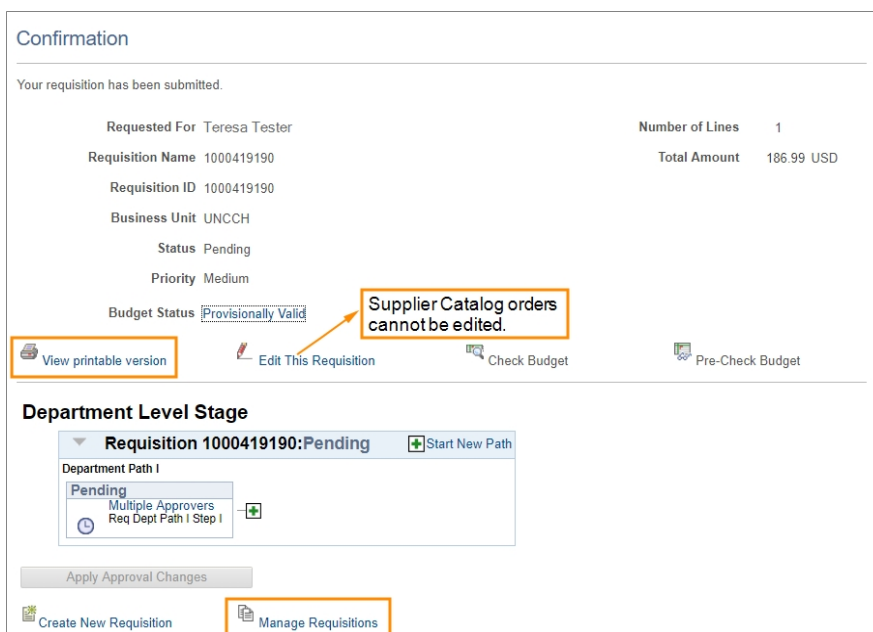 Confirmation
Your requisition has been submitted.
Requested For Teresa Tester
Number of Lines 1
Requisition Name 1000419190
Total Amount 186.99 USD
Requisition ID 1000419190
Business Unit UNCCH
Status Pending
Priority Medium
Budget Status Provisionally Valid
Supplier Catalog orders
cannot be edited.
View printable version
Edit This Requisition
Check Budget
Pre-Check Budget
Department Level Stage
Requisition 1000419190:Pending
Start New Path
Department Path I
Pending
Multiple Approvers
Req Dept Path I Step I
Apply Approval Changes
Create New Requisition
Manage Requisitions